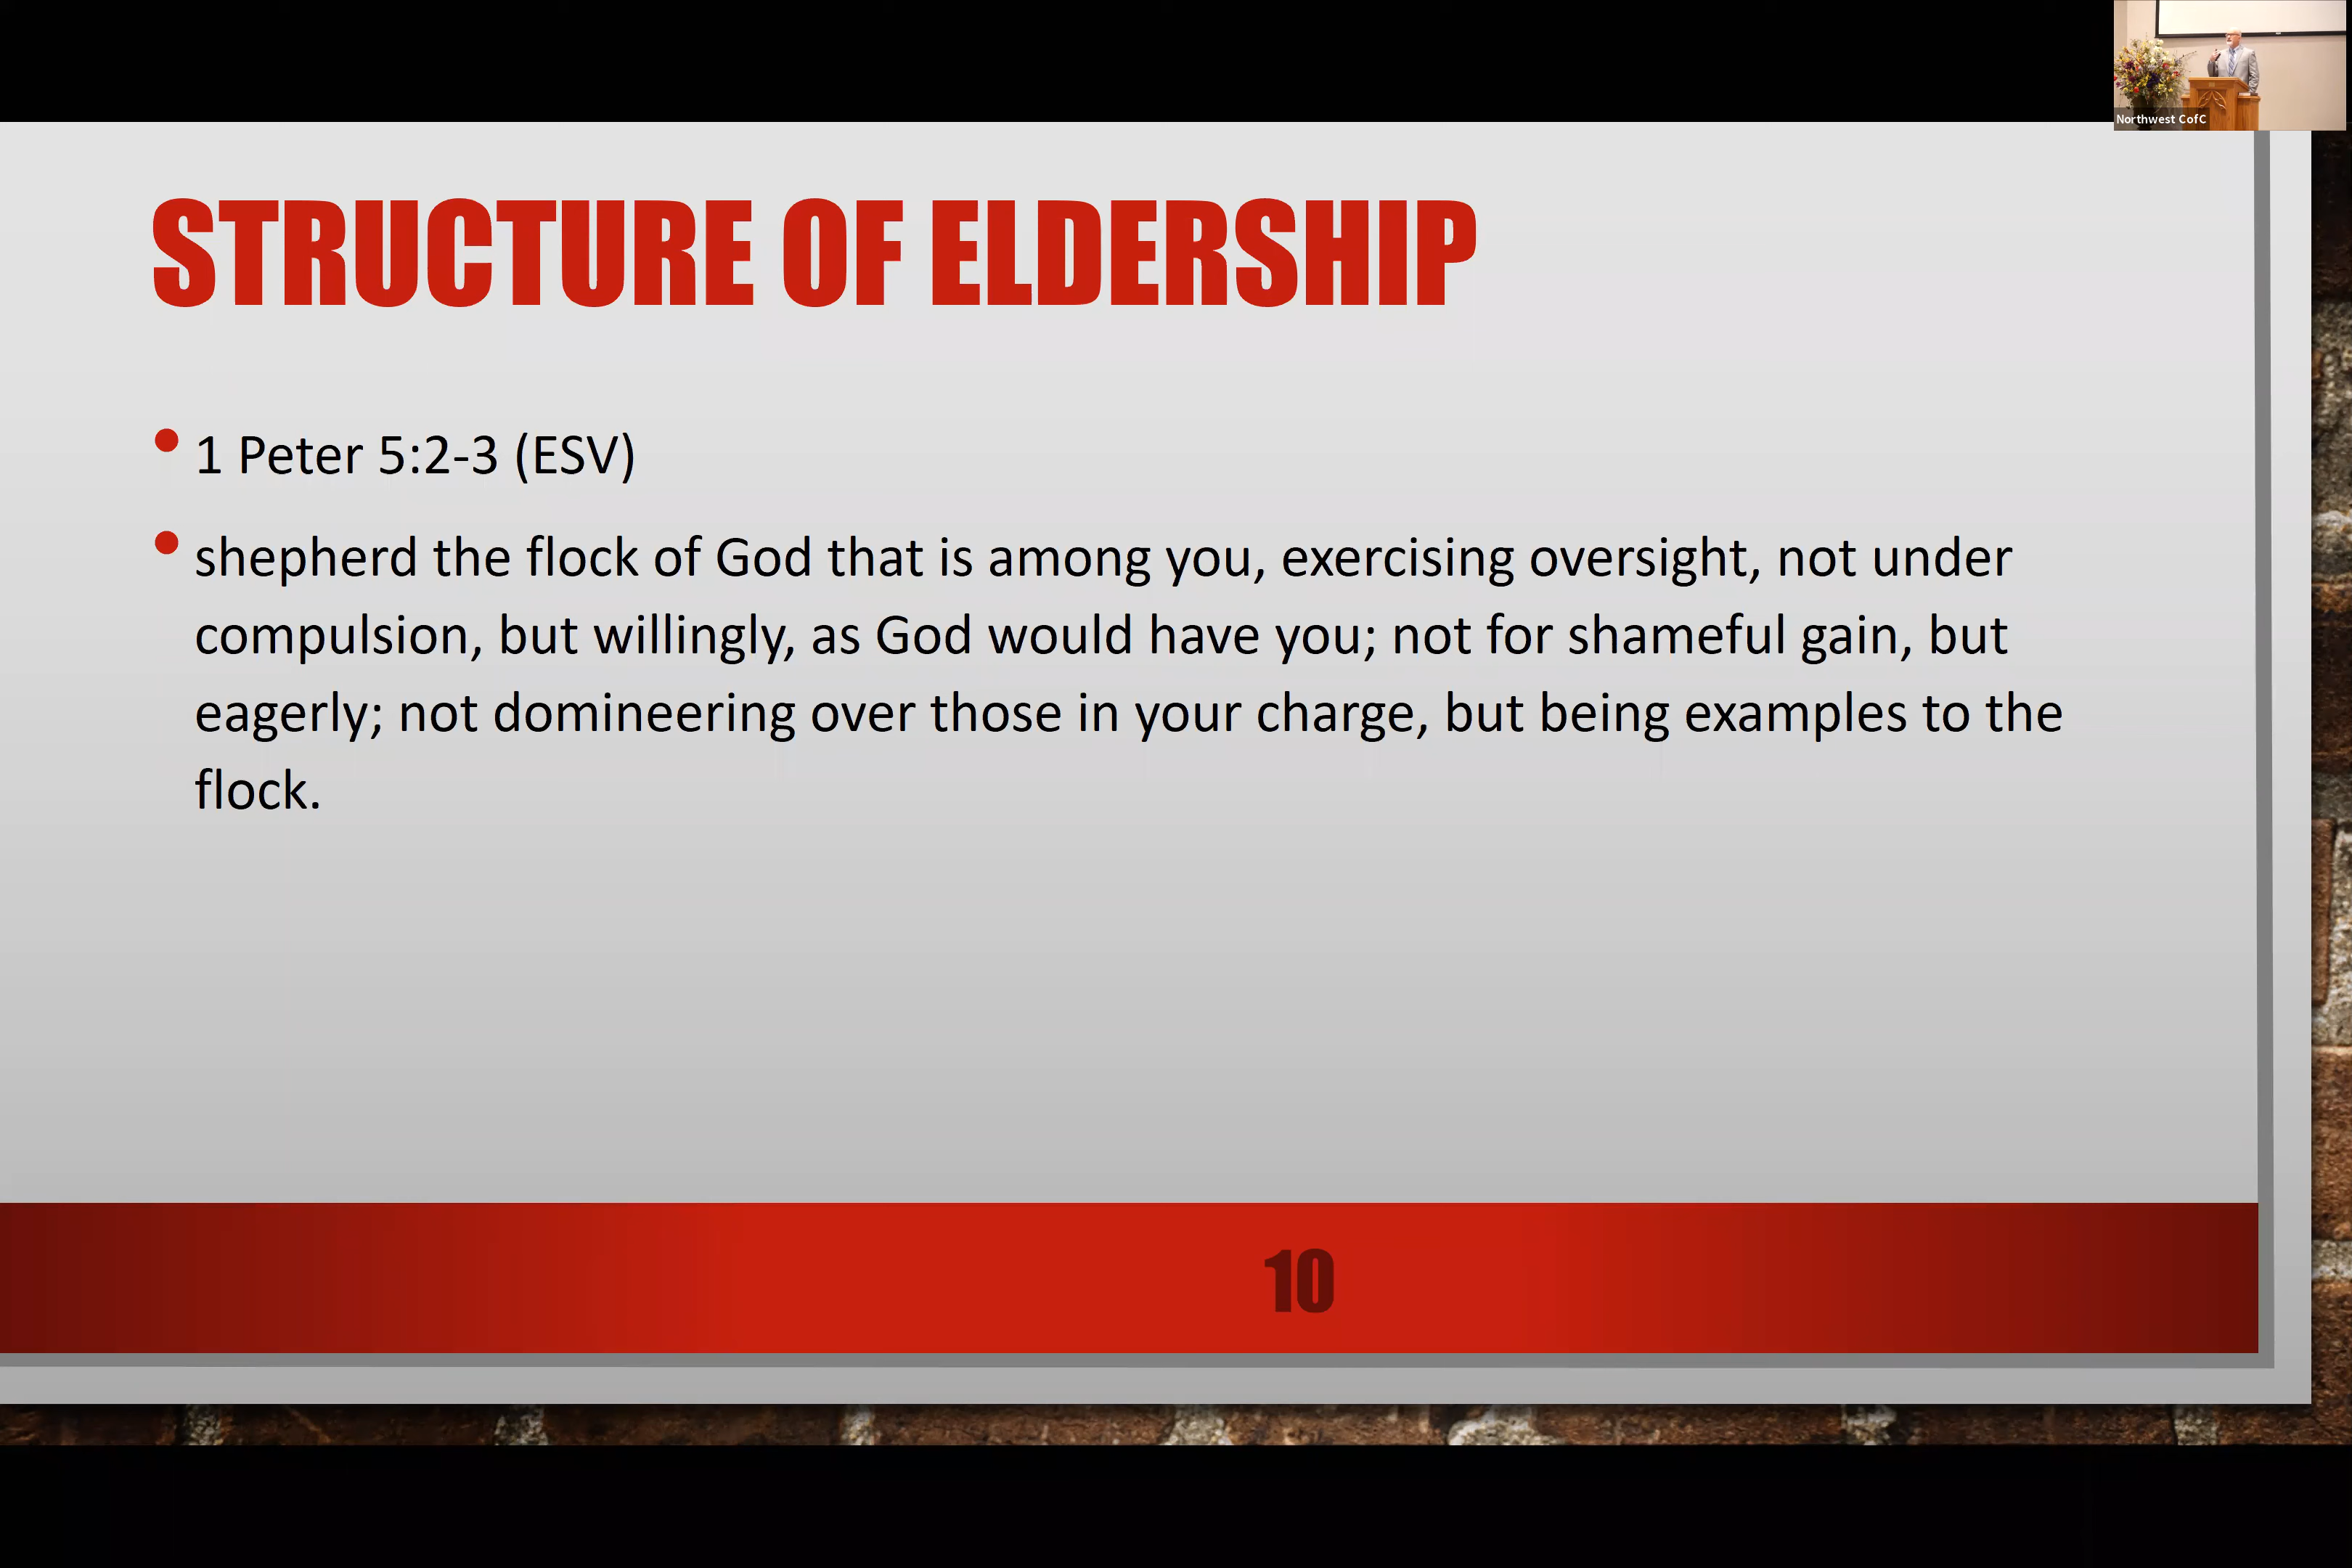 Northwest CofC
STRUCTURE OF ELDERSHIP
• 1 Peter 5:2-3 (ESV)
• shepherd the flock of God that is among you, exercising oversight, not under
compulsion, but willingly, as God would have you; not for shameful gain, but
eagerly; not domineering over those in your charge, but being examples to the
flock.
10